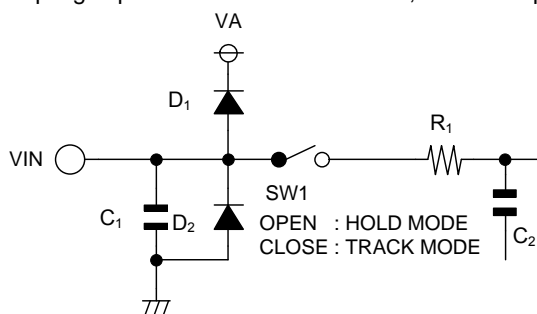 VA
D1
R1
VIN
SW1
C1
D2
OPEN : HOLD MODE
CLOSE : TRACK MODE
C2